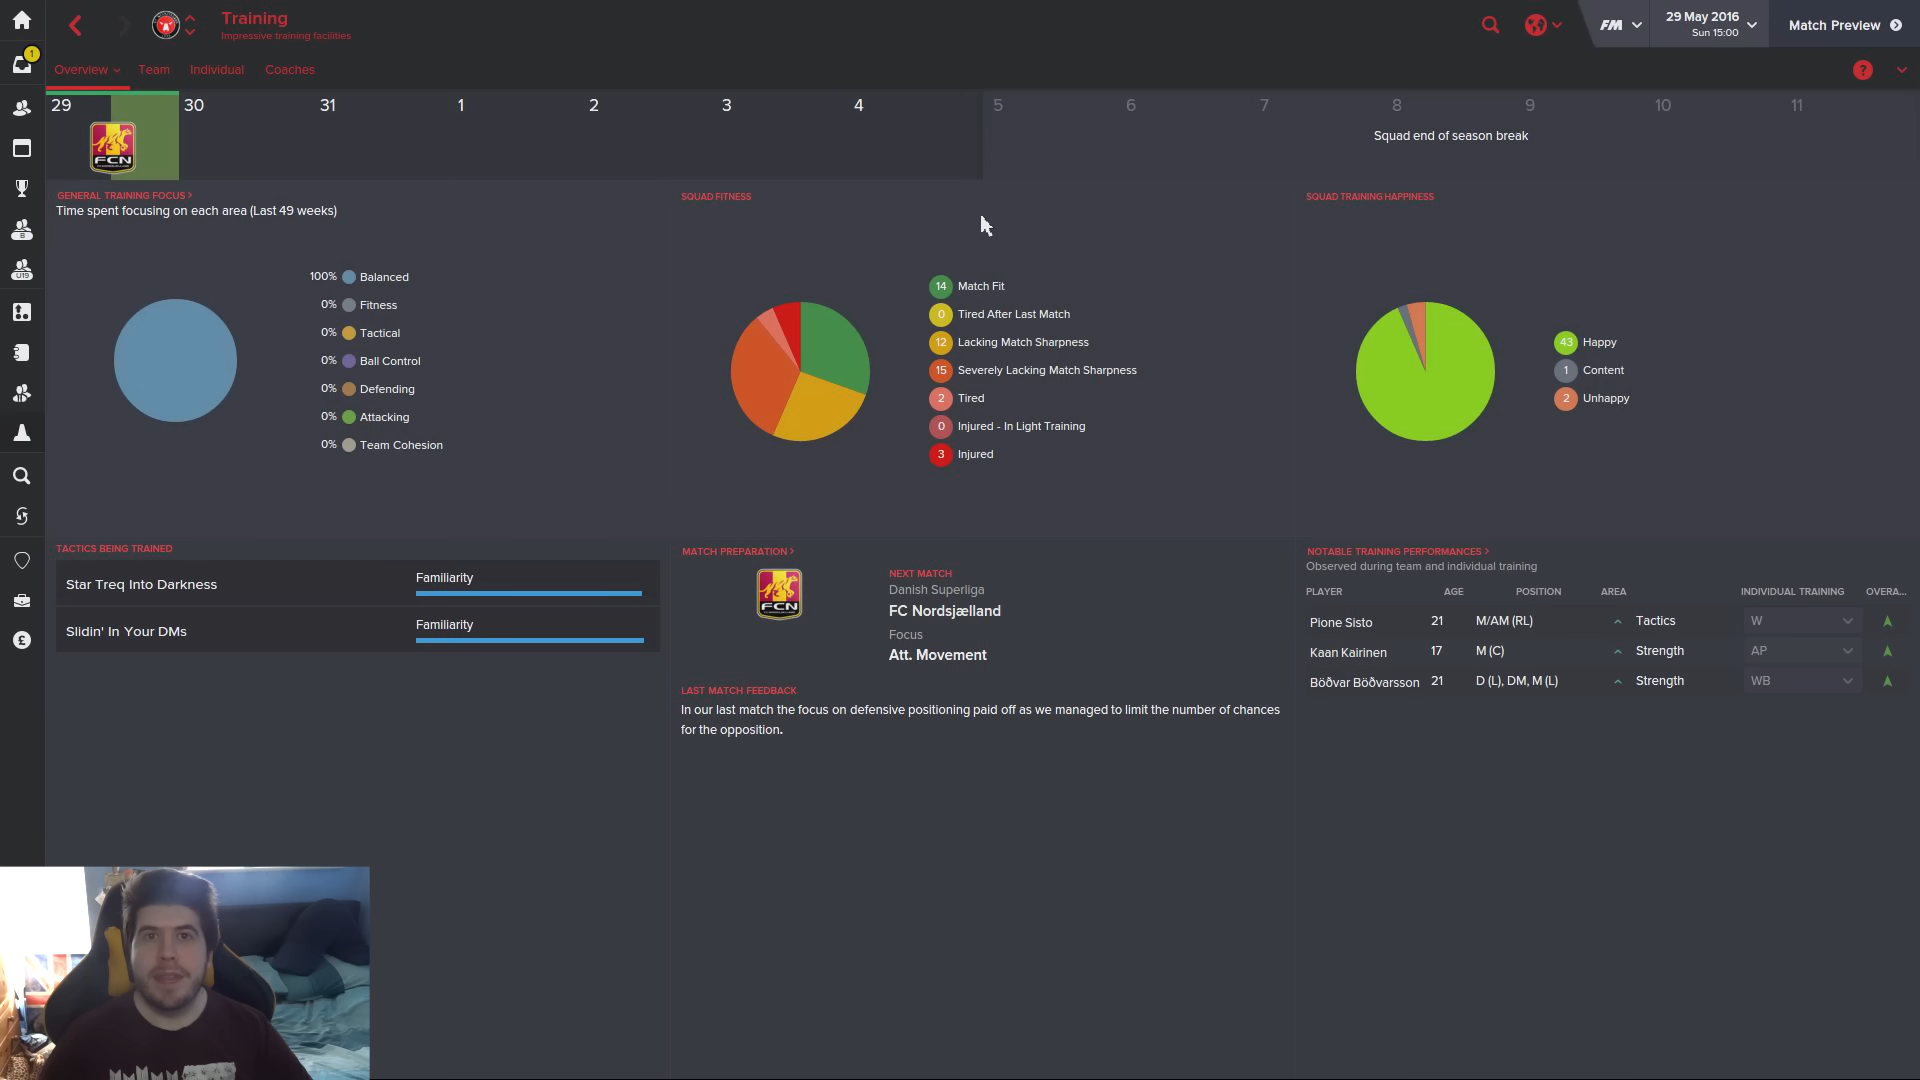 Training
Impressive training facilities
FM
29 May 2016
Sun 15:00
Match Preview
1
Overview
Team
Individual
Coaches
?
29
30
31
1
2
3
4
5
6
7
8
9
10
11
FCN
Squad end of season break
B
U19
£
GENERAL TRAINING FOCUS >
Time spent focusing on each area (Last 49 weeks)
100% Balanced
0% Fitness
0% Tactical
0% Ball Control
0% Defending
0% Attacking
0% Team Cohesion
SQUAD FITNESS
14 Match Fit
0 Tired After Last Match
12 Lacking Match Sharpness
15 Severely Lacking Match Sharpness
2 Tired
0 Injured - In Light Training
3 Injured
SQUAD TRAINING HAPPINESS
43 Happy
1 Content
2 Unhappy
TACTICS BEING TRAINED
Star Treq Into Darkness
Familiarity
Slidin' In Your DMs
Familiarity
MATCH PREPARATION >
FCN
NEXT MATCH
Danish Superliga
FC Nordsjælland
Focus
Att. Movement
LAST MATCH FEEDBACK
In our last match the focus on defensive positioning paid off as we managed to limit the number of chances
for the opposition.
NOTABLE TRAINING PERFORMANCES >
Observed during team and individual training
PLAYER AGE POSITION AREA INDIVIDUAL TRAINING OVERA...
Pione Sisto 21 M/AM (RL) Tactics W
Kaan Kairinen 17 M (C) Strength AP
Böðvar Böðvarsson 21 D (L), DM, M (L) Strength WB